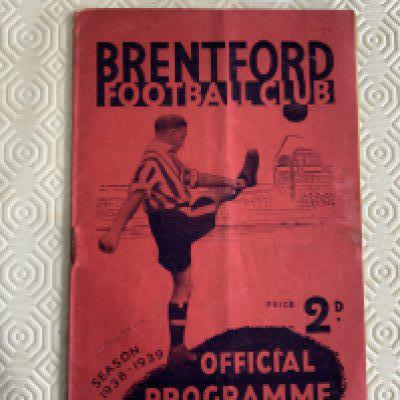 BRENTFORD
FOOTBALL CLUB
PRICE 2D.
SEASON
1938-1939
OFFICIAL
PROGRAMME